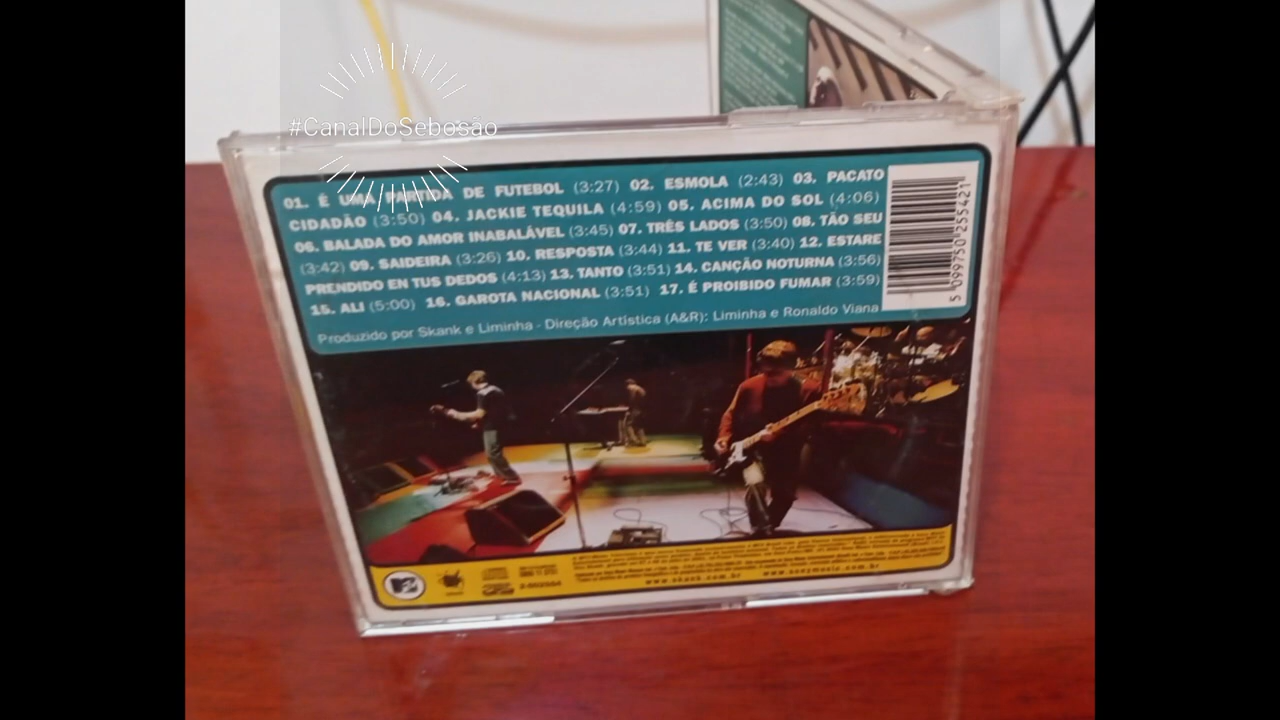 #CanalDoSebosão
01. É UMA PARTIDA DE FUTEBOL (3:27) 02. ESMOLA (2:43) 03. PACATO
CIDADÃO (3:50) 04. JACKIE TEQUILA (4:59) 05. ACIMA DO SOL (4:06)
06. BALADA DO AMOR INABALÁVEL (3:45) 07. TRÊS LADOS (3:50) 08. TÃO SEU
(3:42) 09. SAIDEIRA (3:26) 10. RESPOSTA (3:44) 11. TE VER (3:40) 12. ESTARE
PRENDIDO EN TUS DEDOS (4:13) 13. TANTO (3:51) 14. CANÇÃO NOTURNA (3:56)
15. ALI (5:00) 16. GAROTA NACIONAL (3:51) 17. É PROIBIDO FUMAR (3:59)
Produzido por Skank e Liminha - Direção Artística (A&R): Liminha e Ronaldo Viana
5 099750 255421
www.skank.com.br www.sonymusic.com.br